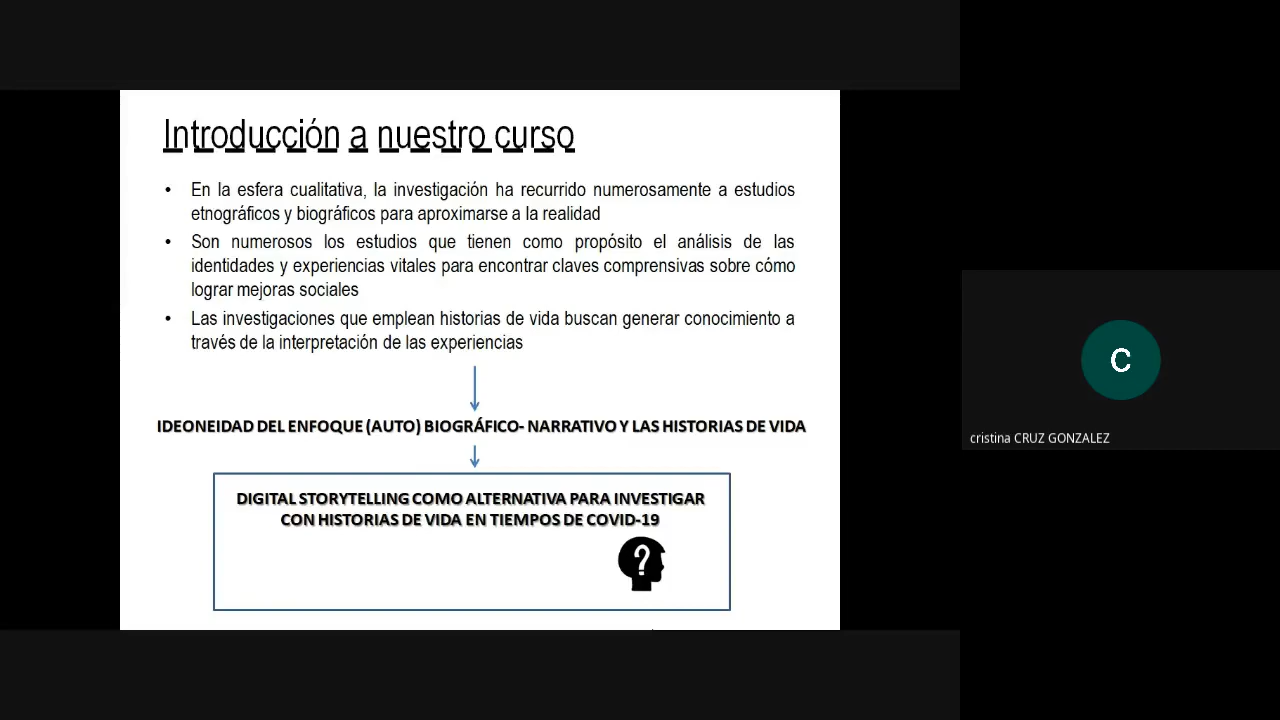 Introducción a nuestro curso
• En la esfera cualitativa, la investigación ha recurrido numerosamente a estudios
etnográficos y biográficos para aproximarse a la realidad
• Son numerosos los estudios que tienen como propósito el análisis de las
identidades y experiencias vitales para encontrar claves comprensivas sobre cómo
lograr mejoras sociales
• Las investigaciones que emplean historias de vida buscan generar conocimiento a
través de la interpretación de las experiencias
IDEONEIDAD DEL ENFOQUE (AUTO) BIOGRÁFICO- NARRATIVO Y LAS HISTORIAS DE VIDA
DIGITAL STORYTELLING COMO ALTERNATIVA PARA INVESTIGAR
CON HISTORIAS DE VIDA EN TIEMPOS DE COVID-19
?
C
cristina CRUZ GONZALEZ